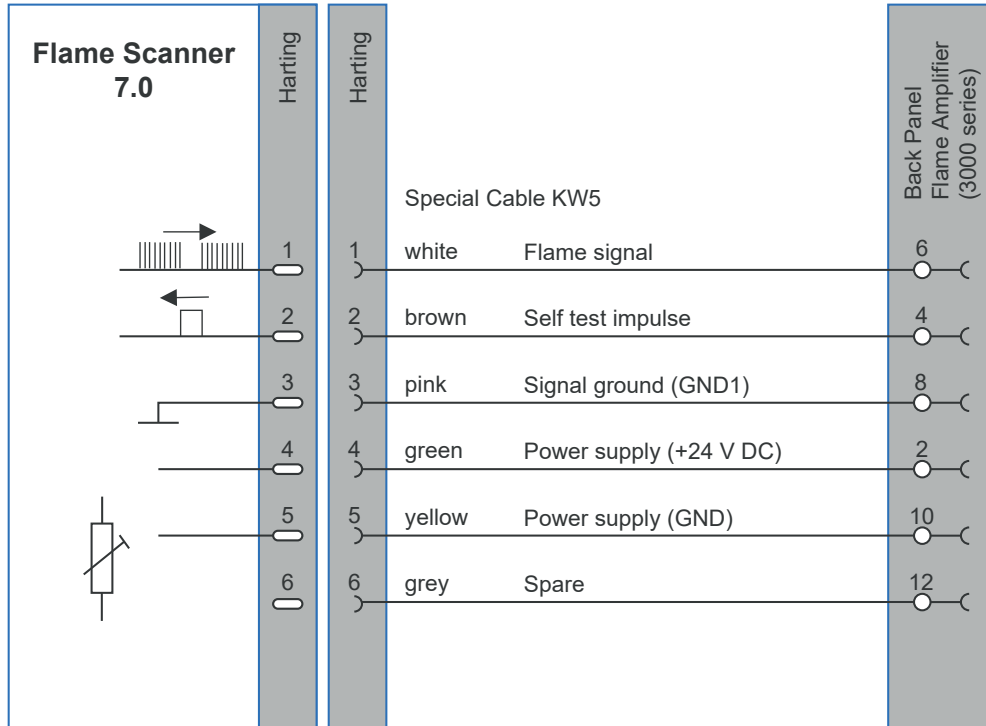 Flame Scanner
7.0
Harting
Harting
Back Panel
Flame Amplifier
(3000 series)
Special Cable KW5
1 1 white Flame signal 6
2 2 brown Self test impulse 4
3 3 pink Signal ground (GND1) 8
4 4 green Power supply (+24 V DC) 2
5 5 yellow Power supply (GND) 10
6 6 grey Spare 12